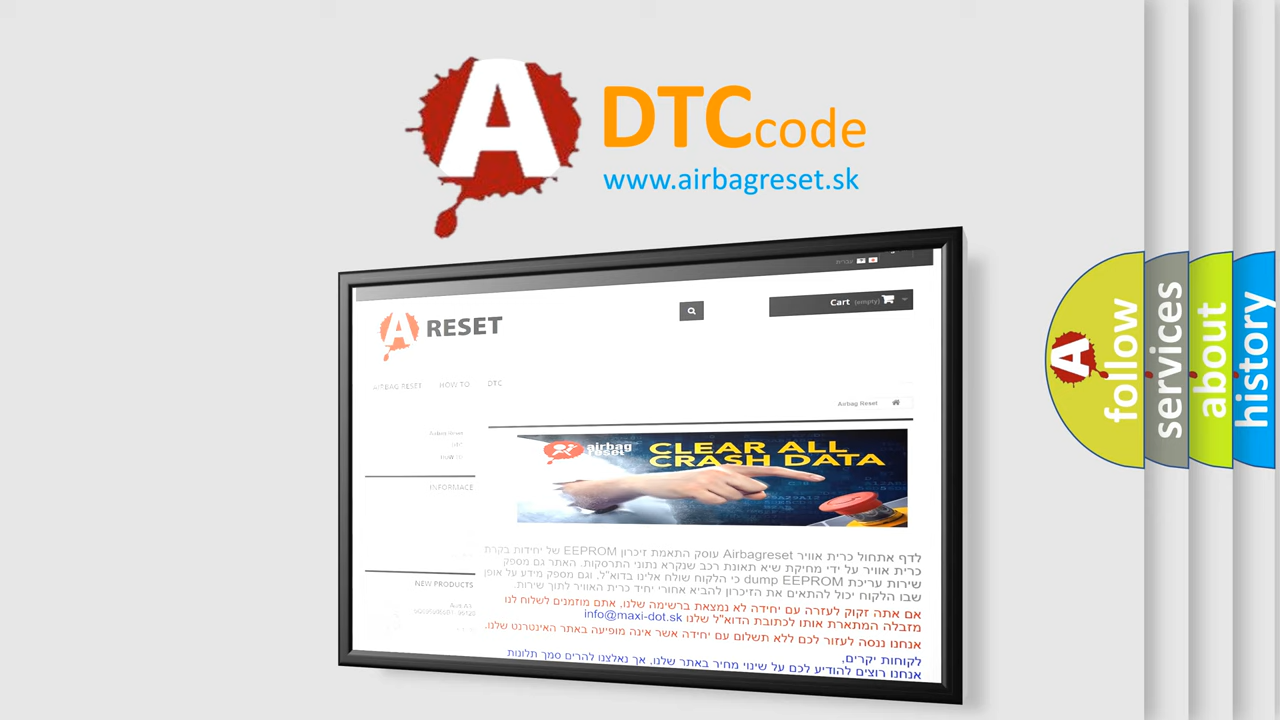 A
DTC code
www.airbagreset.sk
A RESET
Cart (empty)
AIRBAG RESET HOW TO DTC
Airbag Reset
Airbag Reset
INFORMACE
NEW PRODUCTS
airbag
reset
CLEAR ALL
CRASH DATA
לדף אתחול כרית אוויר Airbagreset עוסק התאמת זיכרון EEPROM של יחידות בקרת
כרית אוויר על ידי מחיקת שיא תאונת רכב שנקרא נתוני התרסקות. האתר גם מספק
שירות עריכת dump EEPROM כי הלקוח שולח אלינו בדוא"ל, וגם מספק מידע על אופן
שבו הלקוח יכול להתאים את הזיכרון להביא אחורי יחיד כרית האוויר לתוך שירות.
אם אתה זקוק לעזרה עם יחידה לא נמצאת ברשימה שלנו, אתם מוזמנים לשלוח לנו
מזבלה המתארת אותו לכתובת הדוא"ל שלנו info@maxi-dot.sk
אנחנו ננסה לעזור לכם ללא תשלום עם יחידה אשר אינה מופיעה באתר האינטרנט שלנו.
לקוחות יקרים,
אנחנו רוצים להודיע לכם על שינוי מחיר באתר שלנו, אך נאלצנו להרים סמך תלונות
A
follow
services
about
history